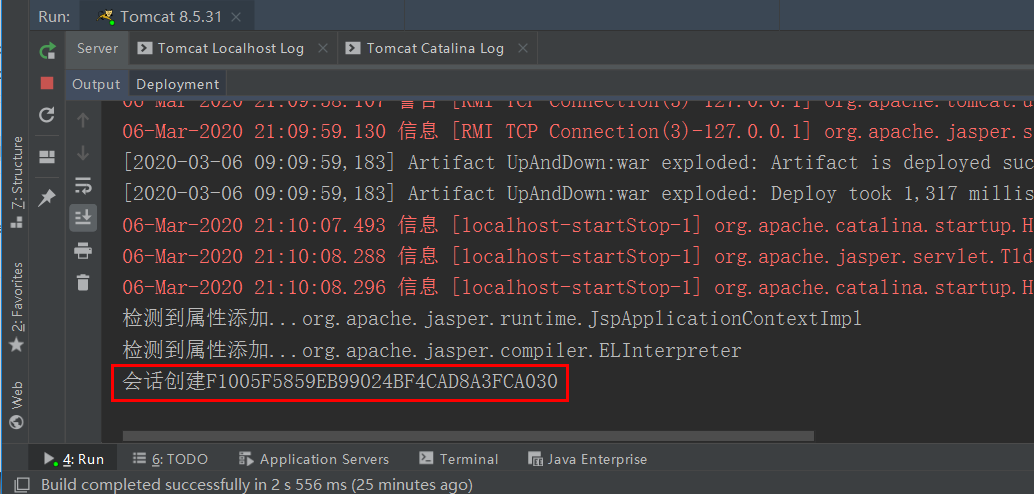 Run: Tomcat 8.5.31
Server Tomcat Localhost Log Tomcat Catalina Log
Output Deployment
06-Mar-2020 21:09:58.107 警告 [RMI TCP Connection(3)-127.0.0.1] org.apache.tomcat.u
06-Mar-2020 21:09:59.130 信息 [RMI TCP Connection(3)-127.0.0.1] org.apache.jasper.s
[2020-03-06 09:09:59,183] Artifact UpAndDown:war exploded: Artifact is deployed suc
[2020-03-06 09:09:59,183] Artifact UpAndDown:war exploded: Deploy took 1,317 millis
06-Mar-2020 21:10:07.493 信息 [localhost-startStop-1] org.apache.catalina.startup.H
06-Mar-2020 21:10:08.288 信息 [localhost-startStop-1] org.apache.jasper.servlet.Tld
06-Mar-2020 21:10:08.296 信息 [localhost-startStop-1] org.apache.catalina.startup.H
检测到属性添加...org.apache.jasper.runtime.JspApplicationContextImpl
检测到属性添加...org.apache.jasper.compiler.ELInterpreter
会话创建F1005F5859EB99024BF4CAD8A3FCA030
Z: Structure
2: Favorites
Web
4: Run 6: TODO Application Servers Terminal Java Enterprise
Build completed successfully in 2 s 556 ms (25 minutes ago)